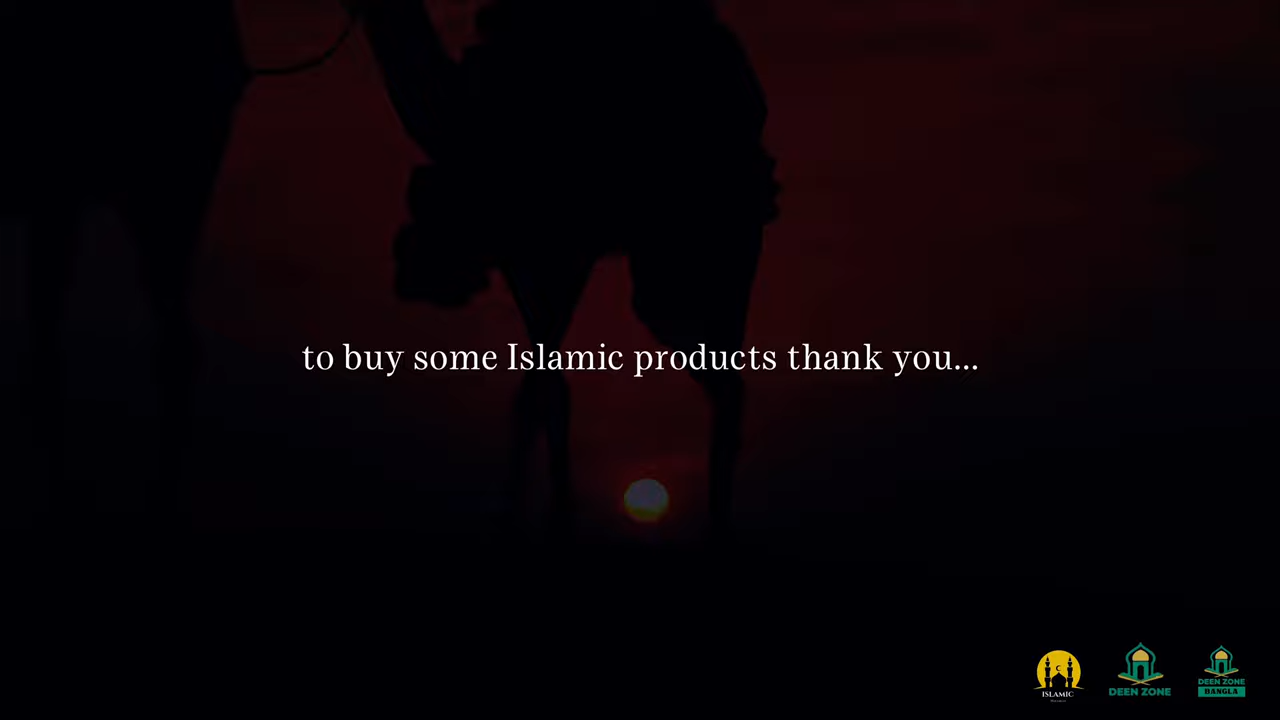 to buy some Islamic products thank you...
ISLAMIC
DEEN ZONE
DEEN ZONE
BANGLA